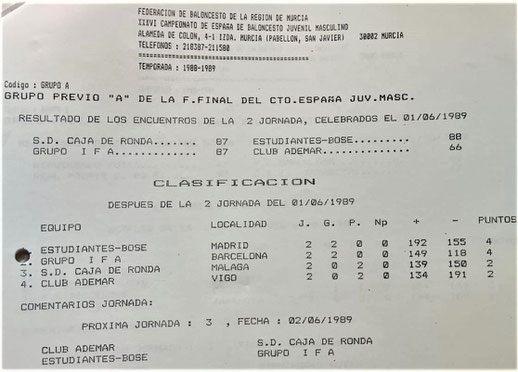 FEDERACION DE BALONCESTO DE LA REGION DE MURCIA
IIIVI CAMPEONATO DE ESPAÑA DE BALONCESTO JUVENIL MASCULINO
ALAMEDA DE COLON, 4-1 IZDA. MURCIA (PABELLON, SAN JAVIER) 30002 MURCIA
TELEFONOS : 218387-211580
TEMPORADA : 1988-1989
Codigo : GRUPO A
GRUPO PREVIO "A" DE LA F.FINAL DEL CTO.ESPAÑA JUV.MASC.
RESULTADO DE LOS ENCUENTROS DE LA 2 JORNADA, CELEBRADOS EL 01/06/1989
S.D. CAJA DE RONDA....... 87 ESTUDIANTES-BOSE......... 88
GRUPO I F A............. 87 CLUB ADEMAR.............. 66
CLASIFICACION
DESPUES DE LA 2 JORNADA DEL 01/06/1989
EQUIPO LOCALIDAD J. G. P. Np + - PUNTOS
ESTUDIANTES-BOSE MADRID 2 2 0 0 192 155 4
2. GRUPO I F A BARCELONA 2 2 0 0 149 118 4
3. S.D. CAJA DE RONDA MALAGA 2 0 2 0 139 150 2
4. CLUB ADEMAR VIGO 2 0 2 0 134 191 2
COMENTARIOS JORNADA:
PROXIMA JORNADA : 3 , FECHA : 02/06/1989
CLUB ADEMAR S.D. CAJA DE RONDA
ESTUDIANTES-BOSE GRUPO I F A